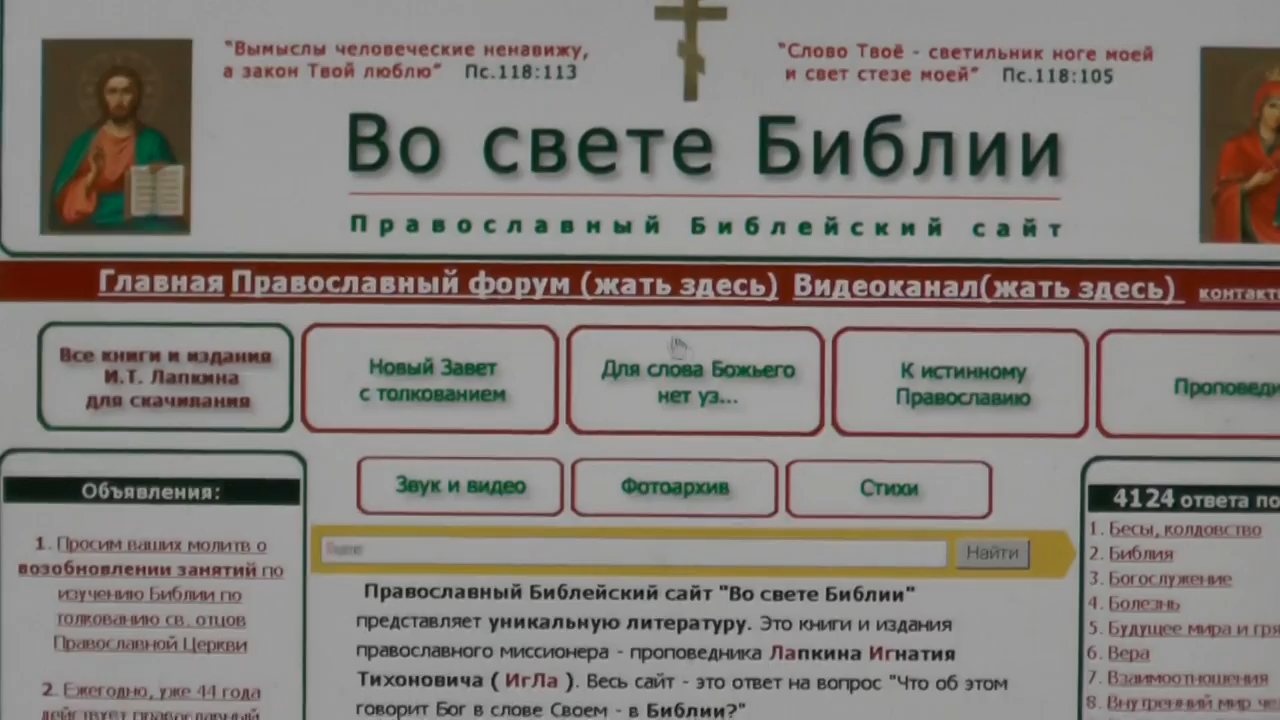 "Вымыслы человеческие ненавижу,
а закон Твой люблю" Пс.118:113
"Слово Твоё - светильник ноге моей
и свет стезе моей" Пс.118:105
Во свете Библии
Православный Библейский сайт
Главная Православный форум (жать здесь) Видеоканал(жать здесь)
Все книги и издания
И.Т. Лапкина
для скачивания
Новый Завет
с толкованием
Для слова Божьего
нет уз...
К истинному
Православию
Проповеди
Звук и видео
Фотоархив
Стихи
Объявления:
1. Просим ваших молитв о
возобновлении занятий по
изучению Библии по
толкованию св. отцов
Православной Церкви
2. Ежегодно, уже 44 года
действует православный
Найти
Православный Библейский сайт "Во свете Библии"
представляет уникальную литературу. Это книги и издания
православного миссионера - проповедника Лапкина Игнатия
Тихоновича ( ИгЛа ). Весь сайт - это ответ на вопрос "Что об этом
говорит Бог в слове Своем - в Библии?"
4124 ответа по
1. Бесы, колдовство
2. Библия
3. Богослужение
4. Болезнь
5. Будущее мира и гря
6. Вера
7. Взаимоотношения
8. Внутренний мир че